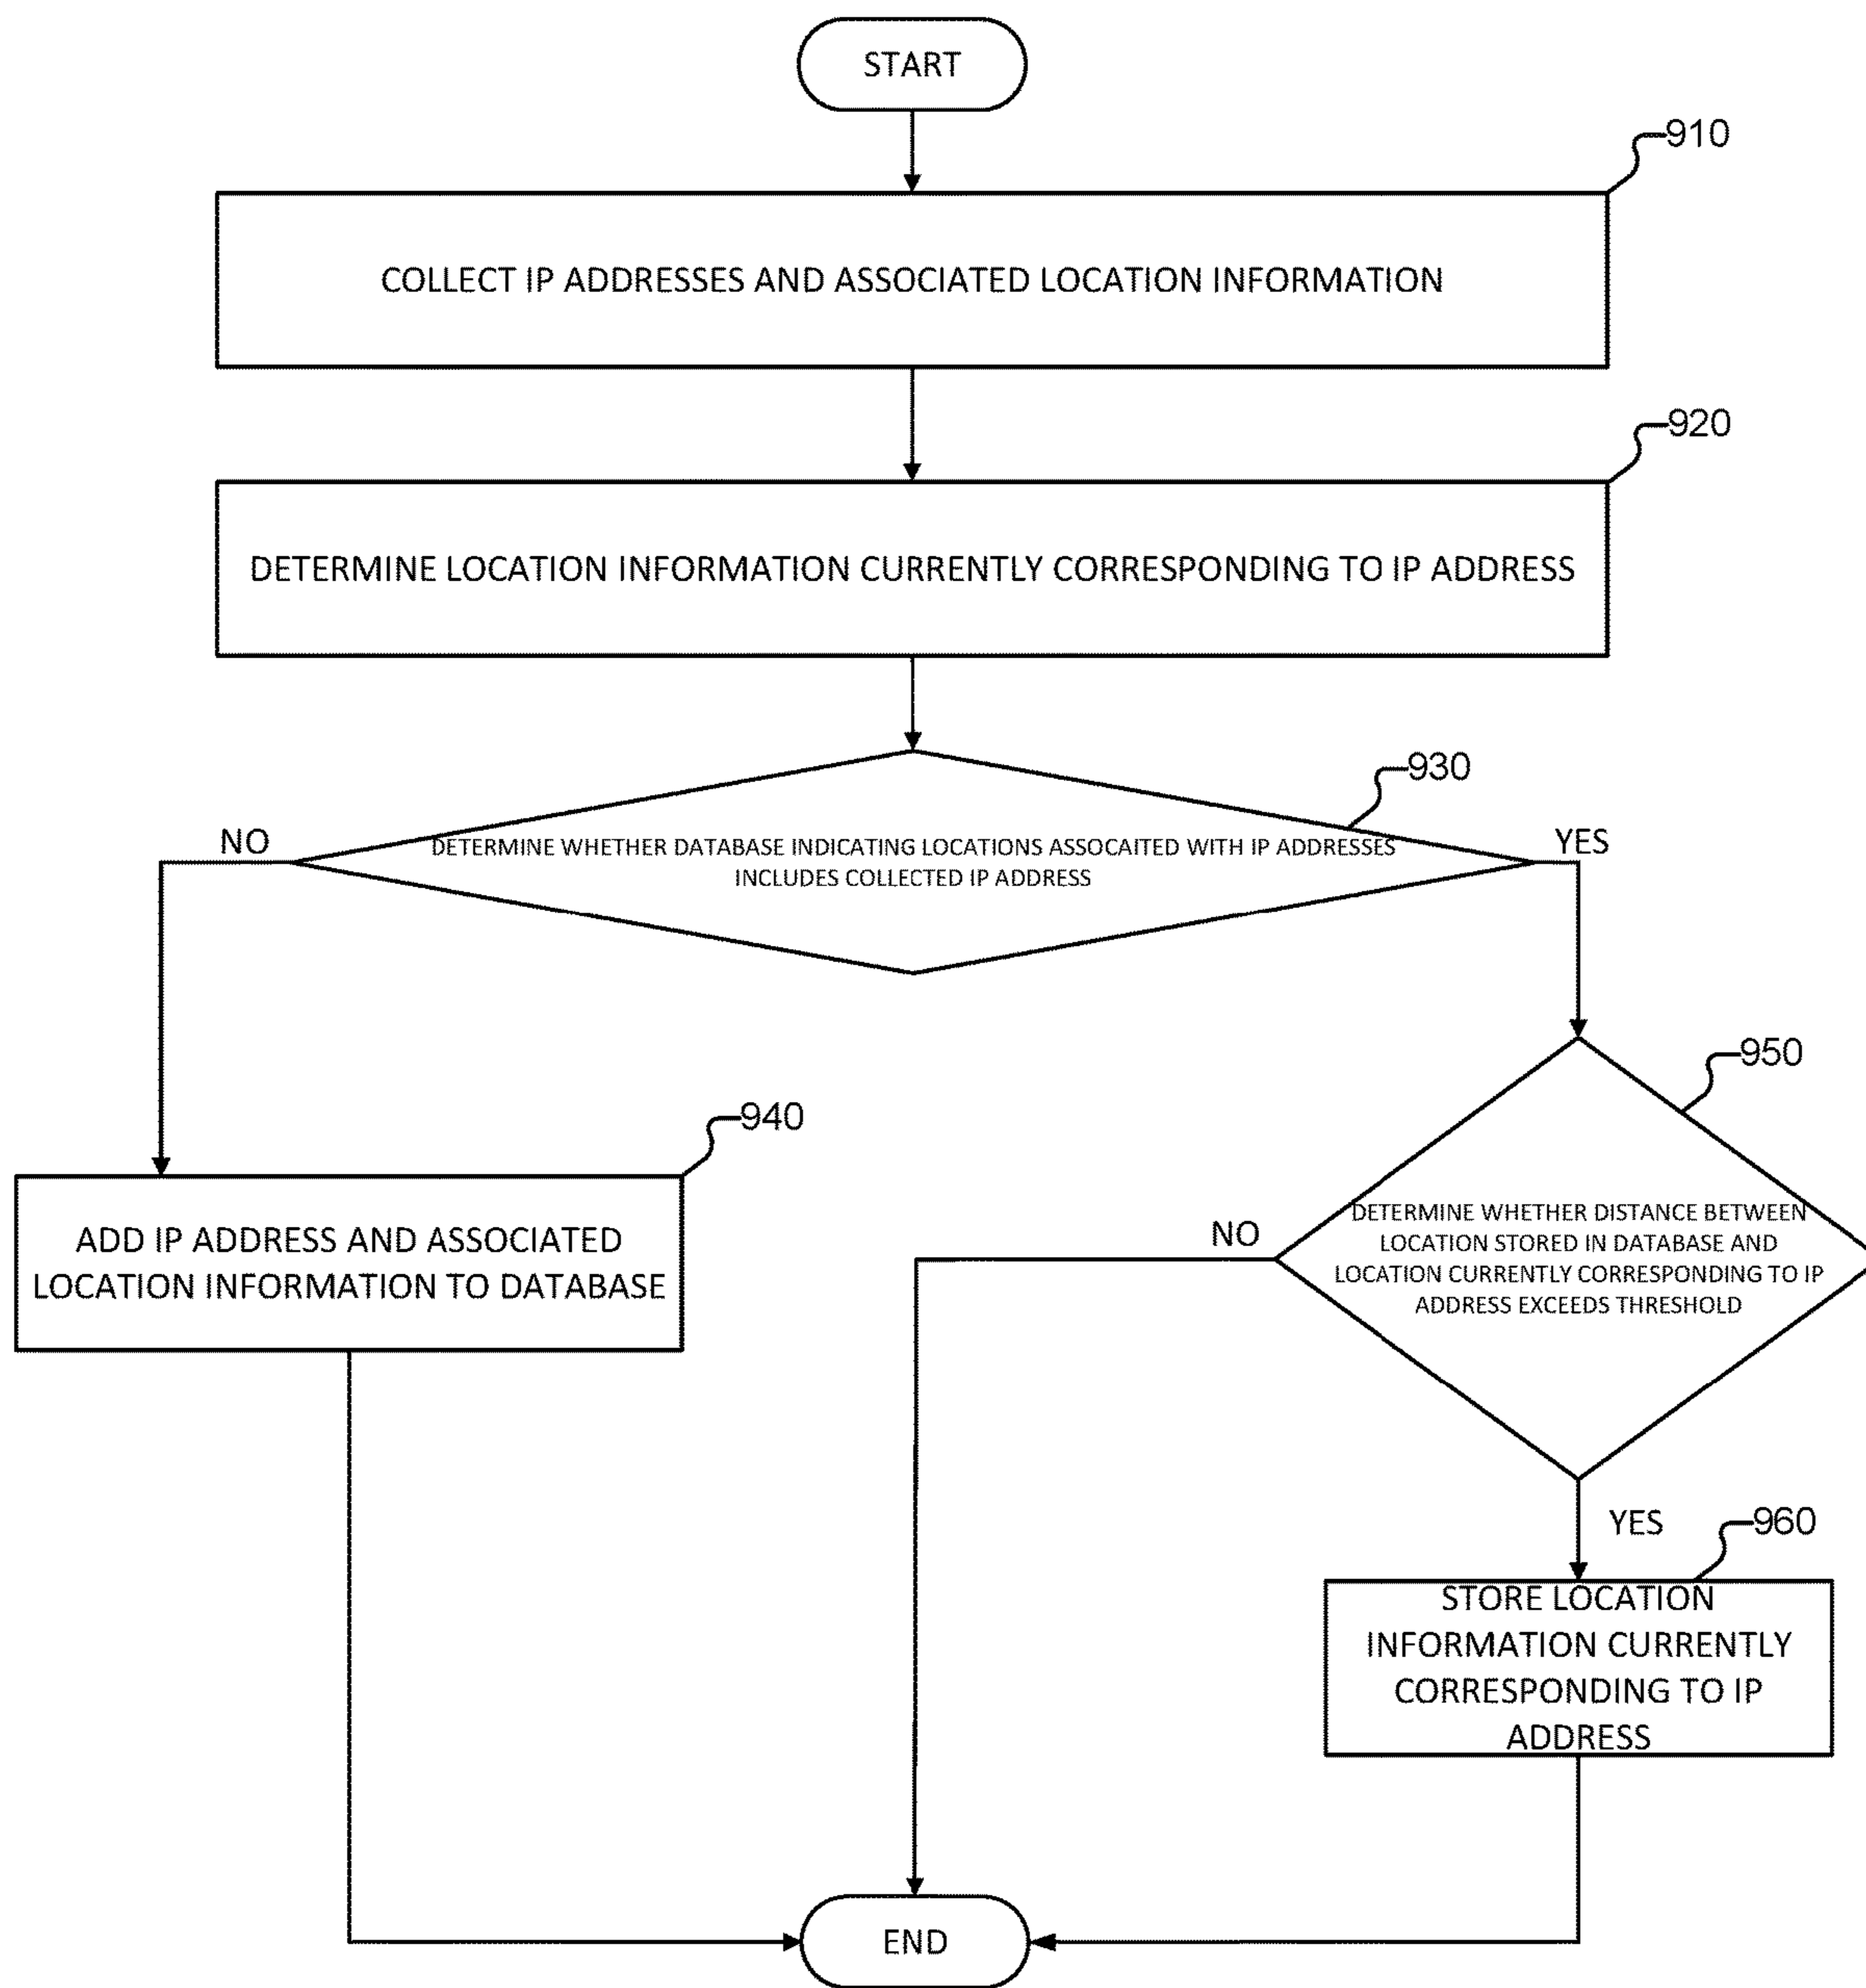 START
910
COLLECT IP ADDRESSES AND ASSOCIATED LOCATION INFORMATION
920
DETERMINE LOCATION INFORMATION CURRENTLY CORRESPONDING TO IP ADDRESS
930
NO
DETERMINE WHETHER DATABASE INDICATING LOCATIONS ASSOCAITED WITH IP ADDRESSES
INCLUDES COLLECTED IP ADDRESS
YES
950
940
ADD IP ADDRESS AND ASSOCIATED
LOCATION INFORMATION TO DATABASE
NO
DETERMINE WHETHER DISTANCE BETWEEN
LOCATION STORED IN DATABASE AND
LOCATION CURRENTLY CORRESPONDING TO IP
ADDRESS EXCEEDS THRESHOLD
YES
960
STORE LOCATION
INFORMATION CURRENTLY
CORRESPONDING TO IP
ADDRESS
END